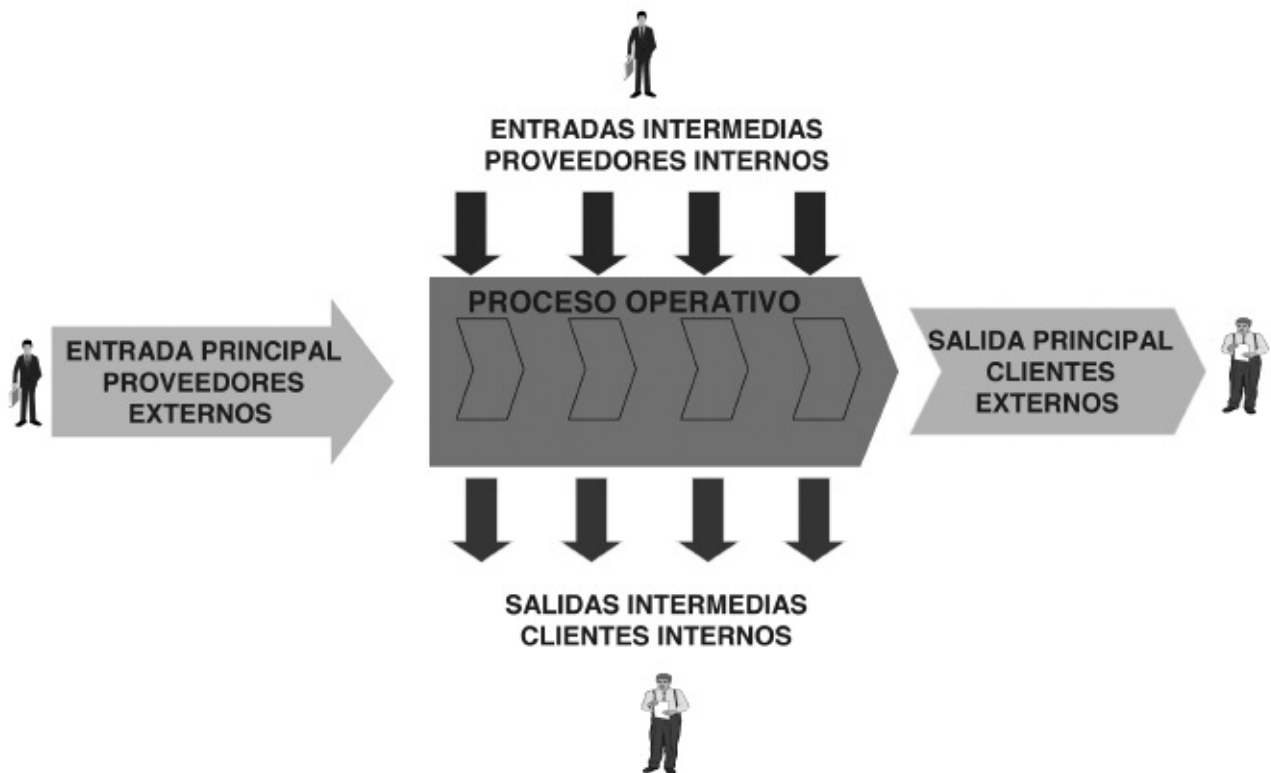 ENTRADAS INTERMEDIAS
PROVEEDORES INTERNOS
PROCESO OPERATIVO
ENTRADA PRINCIPAL
PROVEEDORES
EXTERNOS
SALIDA PRINCIPAL
CLIENTES
EXTERNOS
SALIDAS INTERMEDIAS
CLIENTES INTERNOS